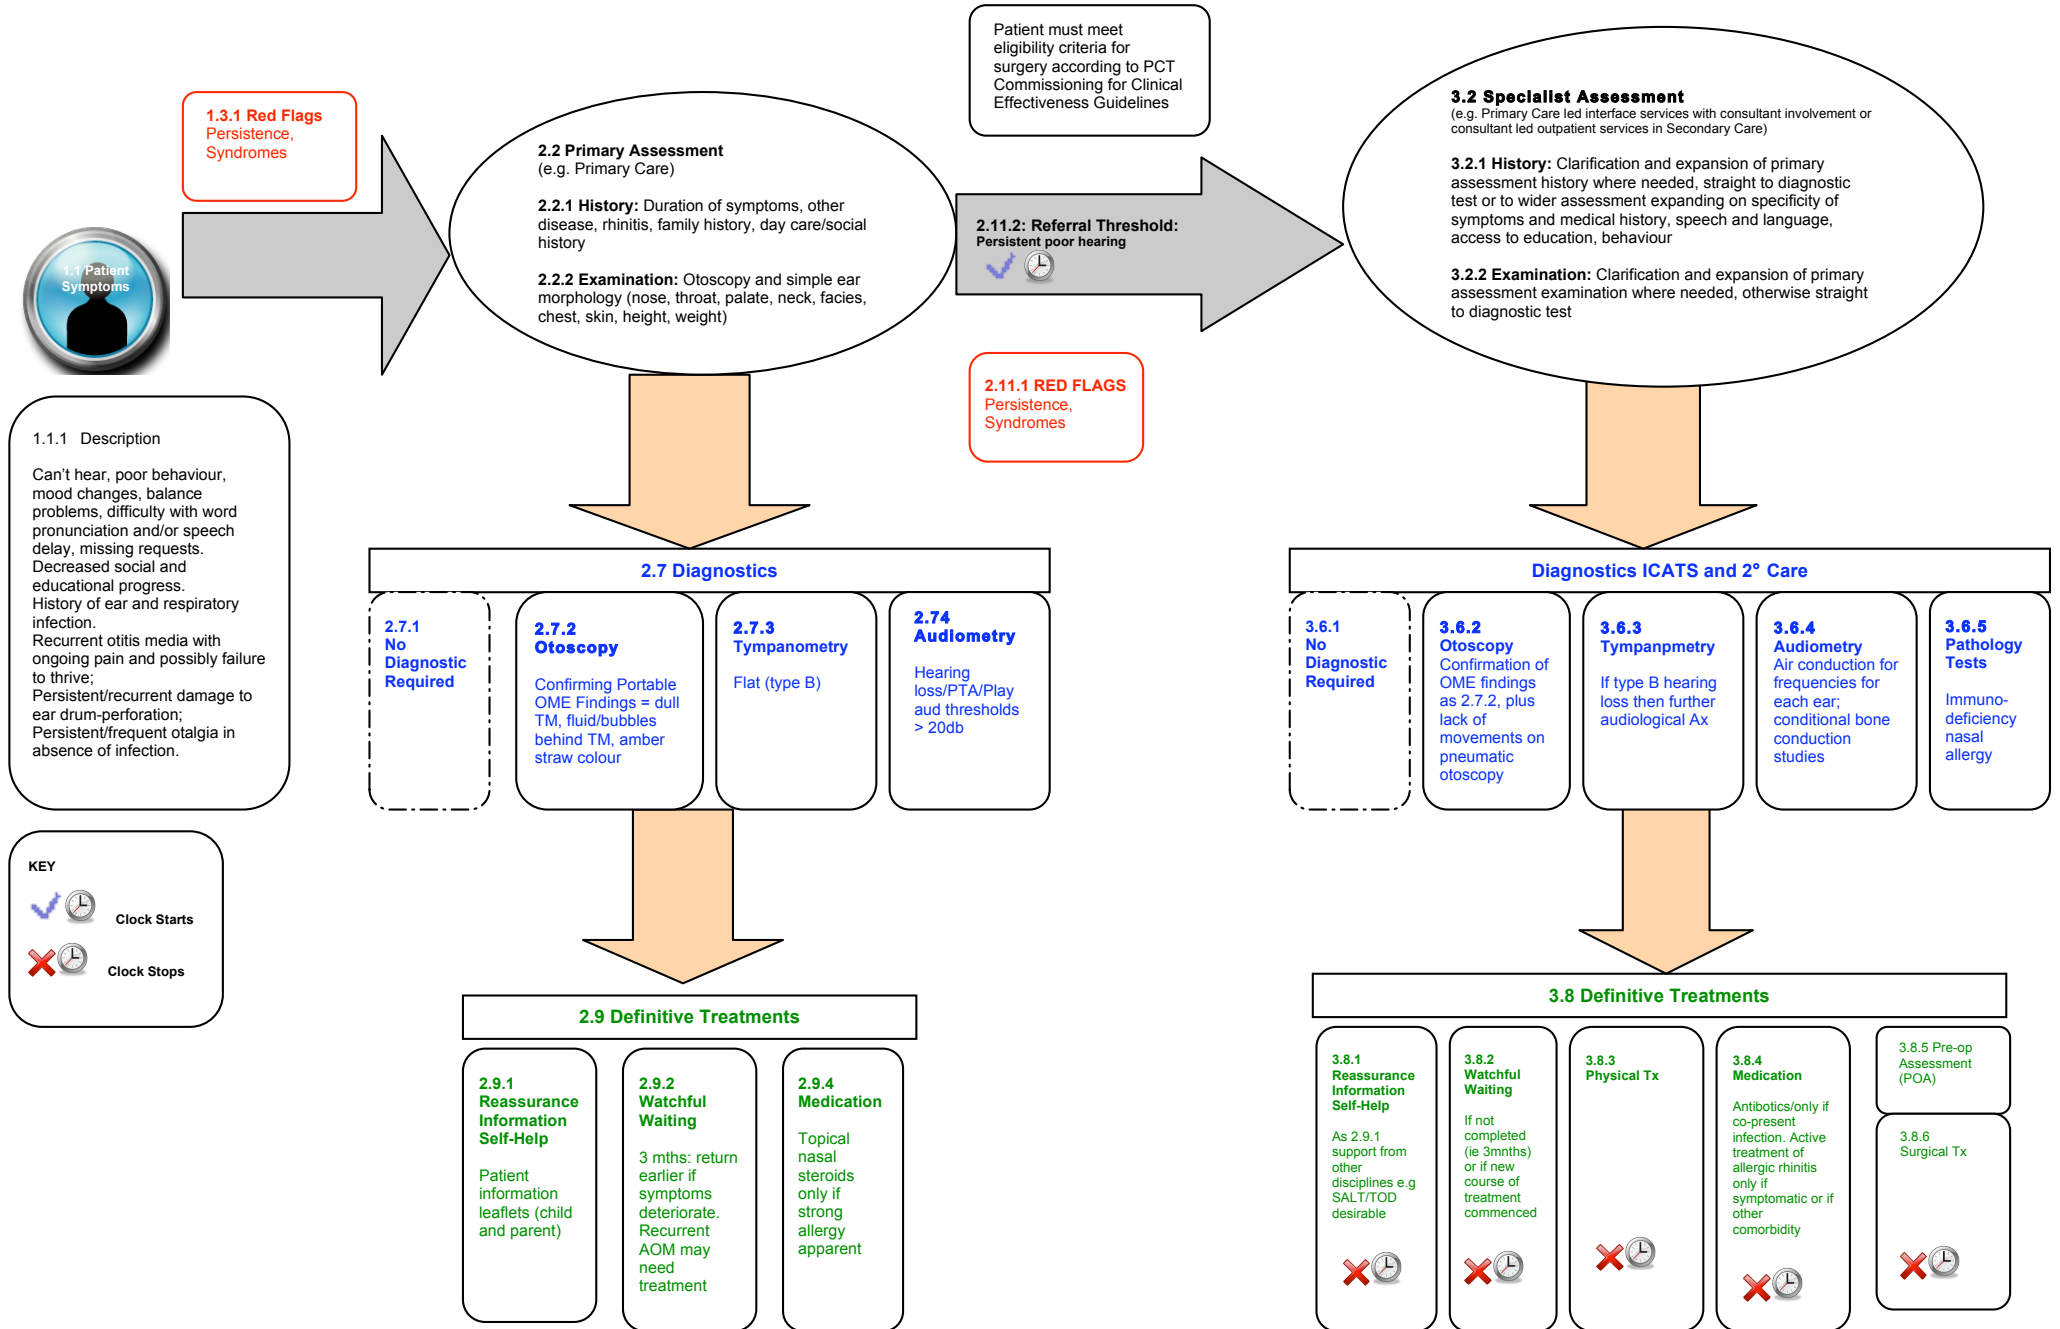 Patient must meet
eligibility criteria for
surgery according to PCT
Commissioning for Clinical
Effectiveness Guidelines
1.3.1 Red Flags
Persistence,
Syndromes
1.1 Patient
Symptoms
2.2 Primary Assessment
(e.g. Primary Care)
2.2.1 History: Duration of symptoms, other
disease, rhinitis, family history, day care/social
history
2.2.2 Examination: Otoscopy and simple ear
morphology (nose, throat, palate, neck, facies,
chest, skin, height, weight)
2.11.2: Referral Threshold:
Persistent poor hearing
2.11.1 RED FLAGS
Persistence,
Syndromes
3.2 Specialist Assessment
(e.g. Primary Care led interface services with consultant involvement or
consultant led outpatient services in Secondary Care)
3.2.1 History: Clarification and expansion of primary
assessment history where needed, straight to diagnostic
test or to wider assessment expanding on specificity of
symptoms and medical history, speech and language,
access to education, behaviour
3.2.2 Examination: Clarification and expansion of primary
assessment examination where needed, otherwise straight
to diagnostic test
1.1.1 Description
Can't hear, poor behaviour,
mood changes, balance
problems, difficulty with word
pronunciation and/or speech
delay, missing requests.
Decreased social and
educational progress.
History of ear and respiratory
infection.
Recurrent otitis media with
ongoing pain and possibly failure
to thrive;
Persistent/recurrent damage to
ear drum-perforation;
Persistent/frequent otalgia in
absence of infection.
KEY
Clock Starts
Clock Stops
2.7 Diagnostics
2.7.1
No
Diagnostic
Required
2.7.2
Otoscopy
Confirming Portable
OME Findings = dull
TM, fluid/bubbles
behind TM, amber
straw colour
2.7.3
Tympanometry
Flat (type B)
2.74
Audiometry
Hearing
loss/PTA/Play
aud thresholds
> 20db
Diagnostics ICATS and 2° Care
3.6.1
No
Diagnostic
Required
3.6.2
Otoscopy
Confirmation of
OME findings
as 2.7.2, plus
lack of
movements on
pneumatic
otoscopy
3.6.3
Tympanpmetry
If type B hearing
loss then further
audiological Ax
3.6.4
Audiometry
Air conduction for
frequencies for
each ear;
conditional bone
conduction
studies
3.6.5
Pathology
Tests
Immuno-
deficiency
nasal
allergy
2.9 Definitive Treatments
2.9.1
Reassurance
Information
Self-Help
Patient
information
leaflets (child
and parent)
2.9.2
Watchful
Waiting
3 mths: return
earlier if
symptoms
deteriorate.
Recurrent
AOM may
need
treatment
2.9.4
Medication
Topical
nasal
steroids
only if
strong
allergy
apparent
3.8 Definitive Treatments
3.8.1
Reassurance
Information
Self-Help
As 2.9.1
support from
other
disciplines e.g
SALT/TOD
desirable
3.8.2
Watchful
Waiting
If not
completed
(ie 3mnths)
or if new
course of
treatment
commenced
3.8.3
Physical Tx
3.8.4
Medication
Antibotics/only if
co-present
infection. Active
treatment of
allergic rhinitis
only if
symptomatic or if
other
comorbidity
3.8.5 Pre-op
Assessment
(POA)
3.8.6
Surgical Tx